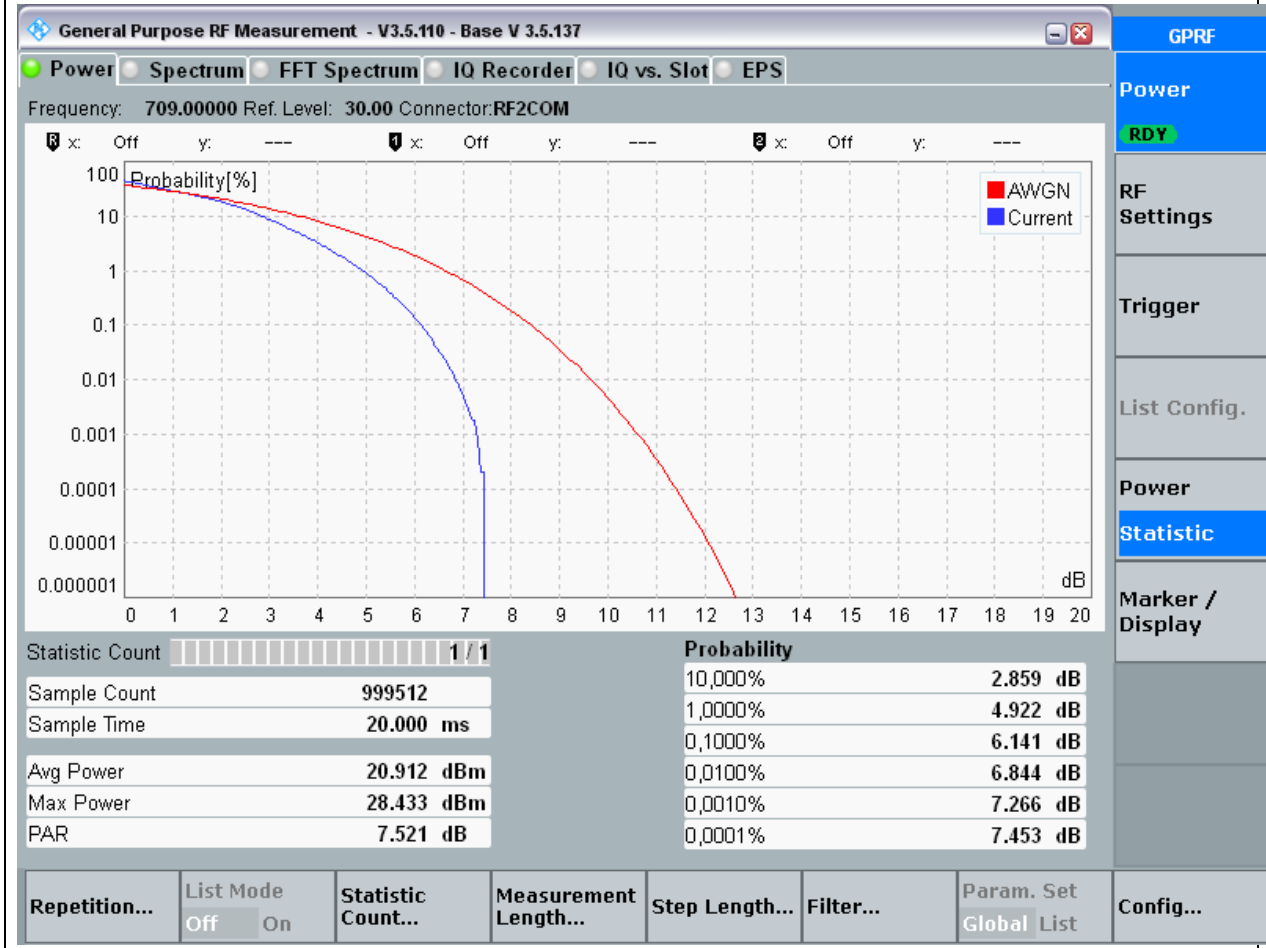 General Purpose RF Measurement - V3.5.110 - Base V 3.5.137
GPRF
Power Spectrum FFT Spectrum IQ Recorder IQ vs. Slot EPS
Frequency: 709.00000 Ref. Level: 30.00 Connector:RF2COM
R x: Off y: --- 1 x: Off y: --- 2 x: Off y: ---
Probability[%]
AWGN
Current
100
10
1
0.1
0.01
0.001
0.0001
0.00001
0.000001
dB
0 1 2 3 4 5 6 7 8 9 10 11 12 13 14 15 16 17 18 19 20
Statistic Count 1 / 1
Sample Count 999512
Sample Time 20.000 ms
Avg Power 20.912 dBm
Max Power 28.433 dBm
PAR 7.521 dB
Probability
10,000% 2.859 dB
1,0000% 4.922 dB
0,1000% 6.141 dB
0,0100% 6.844 dB
0,0010% 7.266 dB
0,0001% 7.453 dB
Power
RDY
RF
Settings
Trigger
List Config.
Power
Statistic
Marker /
Display
Repetition...
List Mode
Off On
Statistic
Count...
Measurement
Length...
Step Length...
Filter...
Param. Set
Global List
Config...